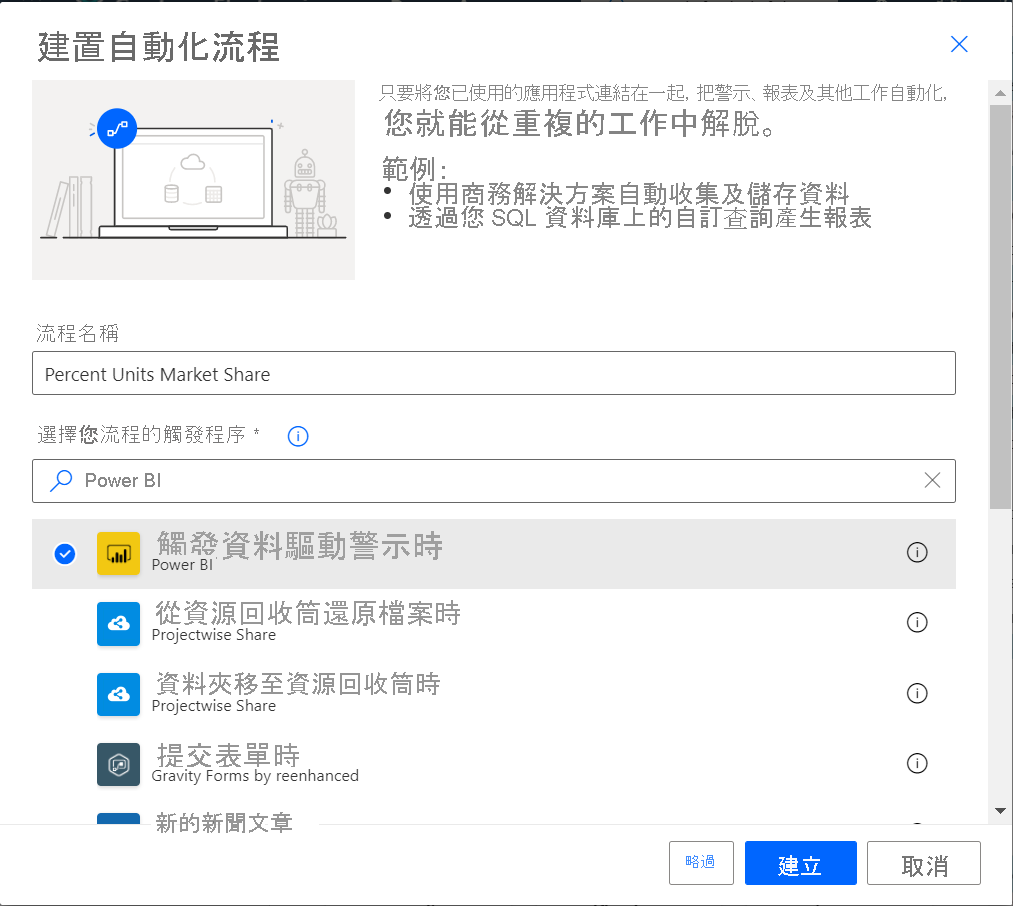 建置自動化流程
只要將您已使用的應用程式連結在一起, 把警示、報表及其他工作自動化,
您就能從重複的工作中解脫。
範例:
• 使用商務解決方案自動收集及儲存資料
• 透過您 SQL 資料庫上的自訂查詢產生報表
流程名稱
Percent Units Market Share
選擇您流程的觸發程序 *
Power BI
觸發資料驅動警示時
Power BI
從資源回收筒還原檔案時
Projectwise Share
資料夾移至資源回收筒時
Projectwise Share
提交表單時
Gravity Forms by reenhanced
新的新聞文章
略過
建立
取消